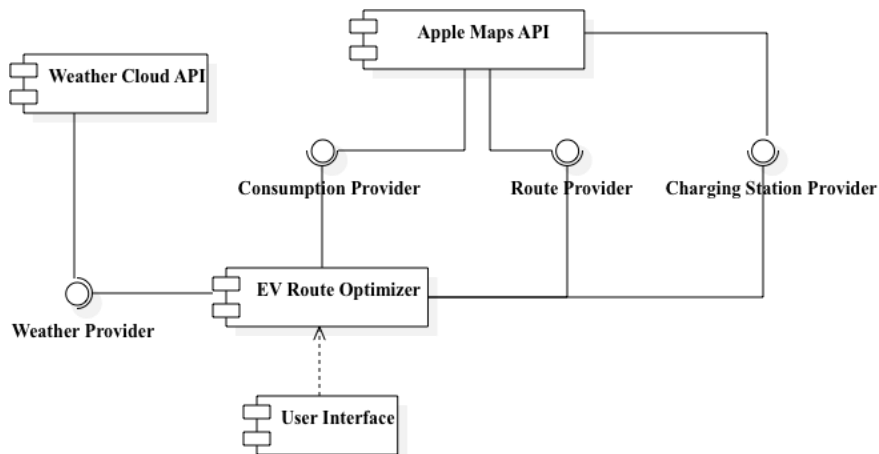 Apple Maps API
Weather Cloud API
Consumption Provider
Route Provider
Charging Station Provider
EV Route Optimizer
Weather Provider
User Interface